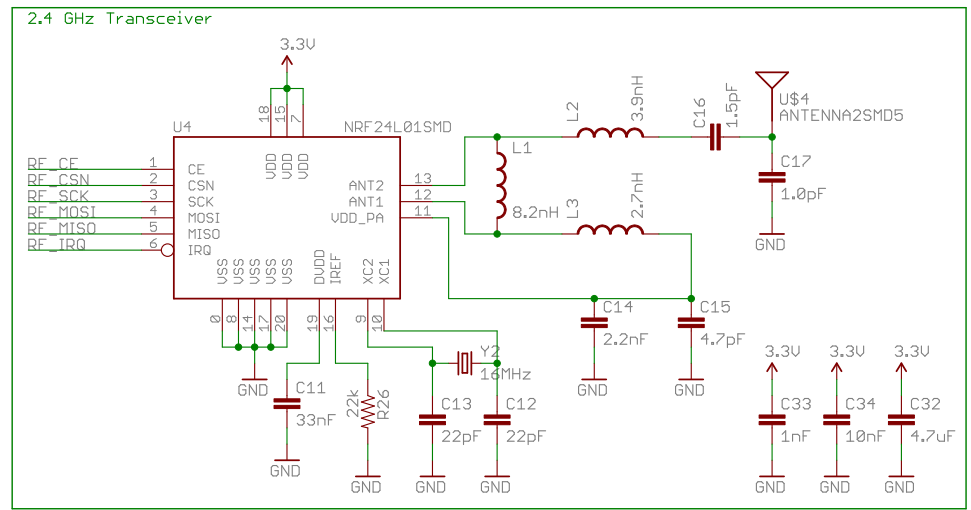 2.4 GHz Transceiver
3.3V
18
15
7
U4
NRF24L01SMD
VDD
VDD
VDD
RF_CE
1
CE
RF_CSN
2
CSN
RF_SCK
3
SCK
RF_MOSI
4
MOSI
RF_MISO
5
MISO
RF_IRQ
6
IRQ
ANT2
13
ANT1
12
VDD_PA
11
VSS
VSS
VSS
VSS
VSS
DVDD
IREF
XC2
XC1
0
8
14
17
20
19
16
9
10
L1
8.2nH
L2
3.9nH
L3
2.7nH
C16
1.5pF
U$4
ANTENNA2SMD5
C17
1.0pF
GND
C14
2.2nF
GND
C15
4.7pF
GND
GND
C11
33nF
GND
22k
R26
GND
Y2
16MHz
C13
22pF
GND
C12
22pF
GND
3.3V
C33
1nF
GND
3.3V
C34
10nF
GND
3.3V
C32
4.7uF
GND